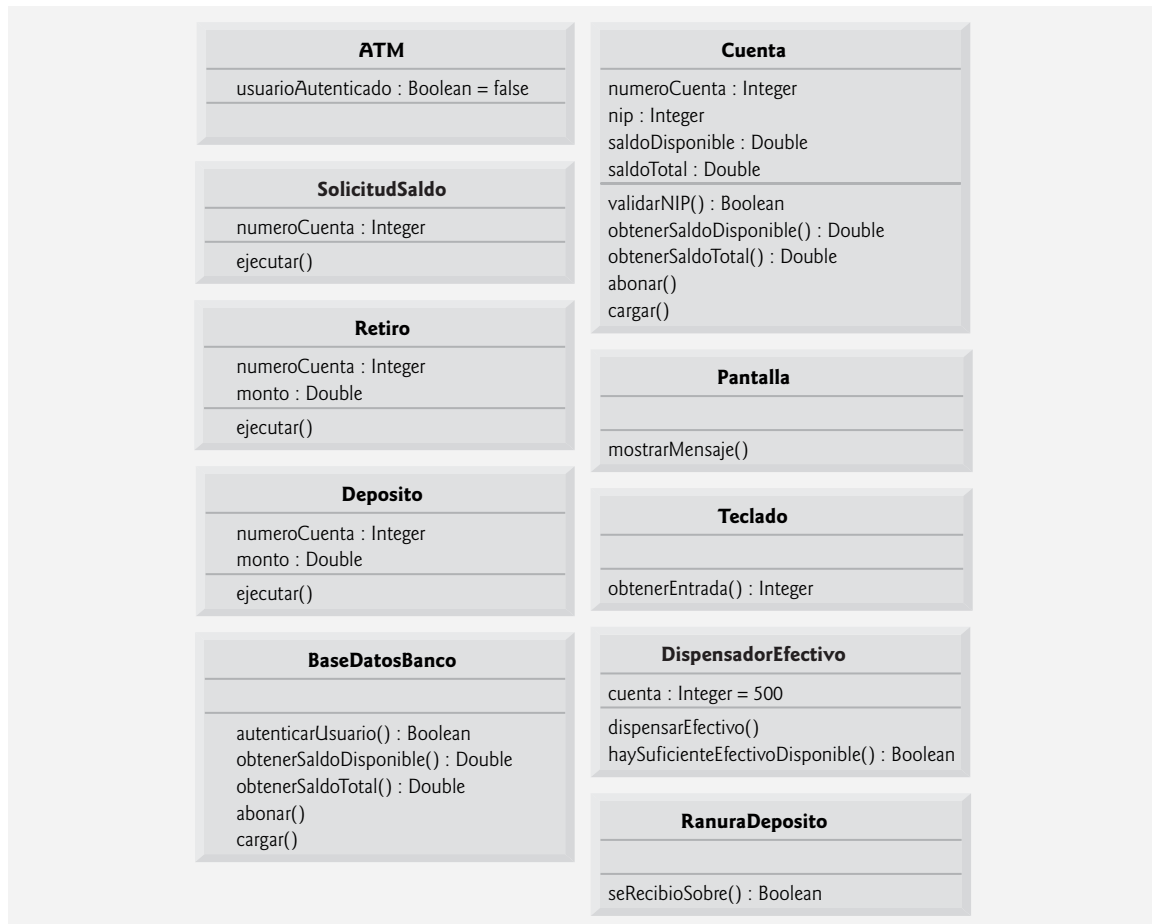 ATM
usuarioAutenticado : Boolean = false
SolicitudSaldo
numeroCuenta : Integer
ejecutar()
Retiro
numeroCuenta : Integer
monto : Double
ejecutar()
Deposito
numeroCuenta : Integer
monto : Double
ejecutar()
BaseDatosBanco
autenticarUsuario() : Boolean
obtenerSaldoDisponible() : Double
obtenerSaldoTotal() : Double
abonar()
cargar()
Cuenta
numeroCuenta : Integer
nip : Integer
saldoDisponible : Double
saldoTotal : Double
validarNIP() : Boolean
obtenerSaldoDisponible() : Double
obtenerSaldoTotal() : Double
abonar()
cargar()
Pantalla
mostrarMensaje()
Teclado
obtenerEntrada() : Integer
DispensadorEfectivo
cuenta : Integer = 500
dispensarEfectivo()
haySuficienteEfectivoDisponible() : Boolean
RanuraDeposito
seRecibioSobre() : Boolean